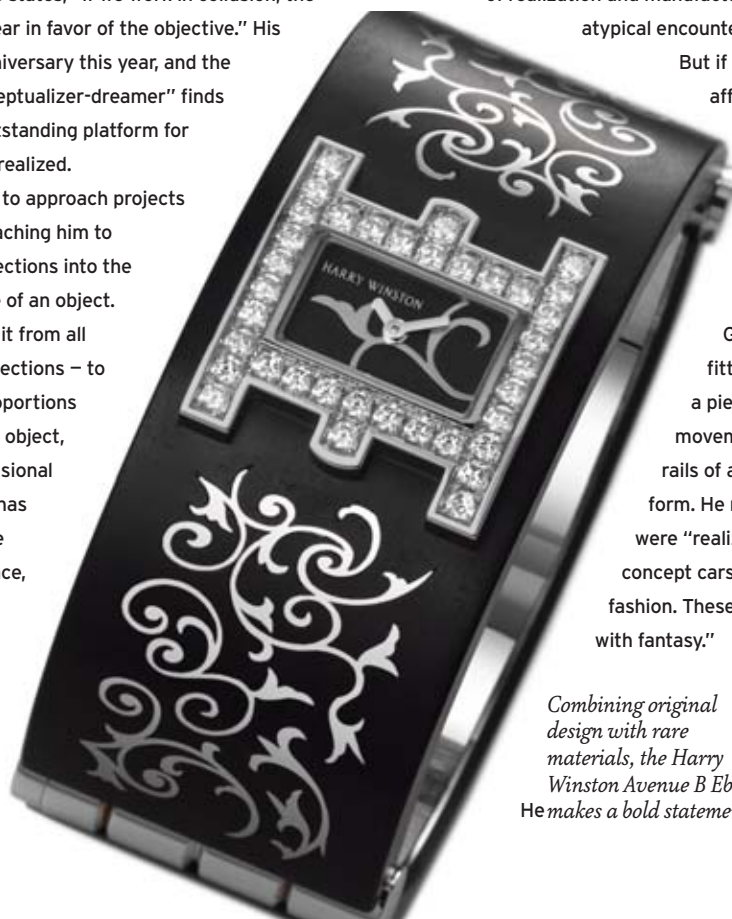 states, "If we work in collusion, the
ear in favor of the objective." His
niversary this year, and the
eptualizer-dreamer" finds
tstanding platform for
realized.
to approach projects
aching him to
ections into the
e of an object.
it from all
ections – to
portions
object,
sional
has
e
ce,
HARRY WINSTON
of realization and manufact
atypical encounte
But if
aff
G
fitt
a pie
movem
rails of a
form. He r
were "reali
concept cars
fashion. These
with fantasy."
Combining original
design with rare
materials, the Harry
Winston Avenue B Eb
He makes a bold stateme